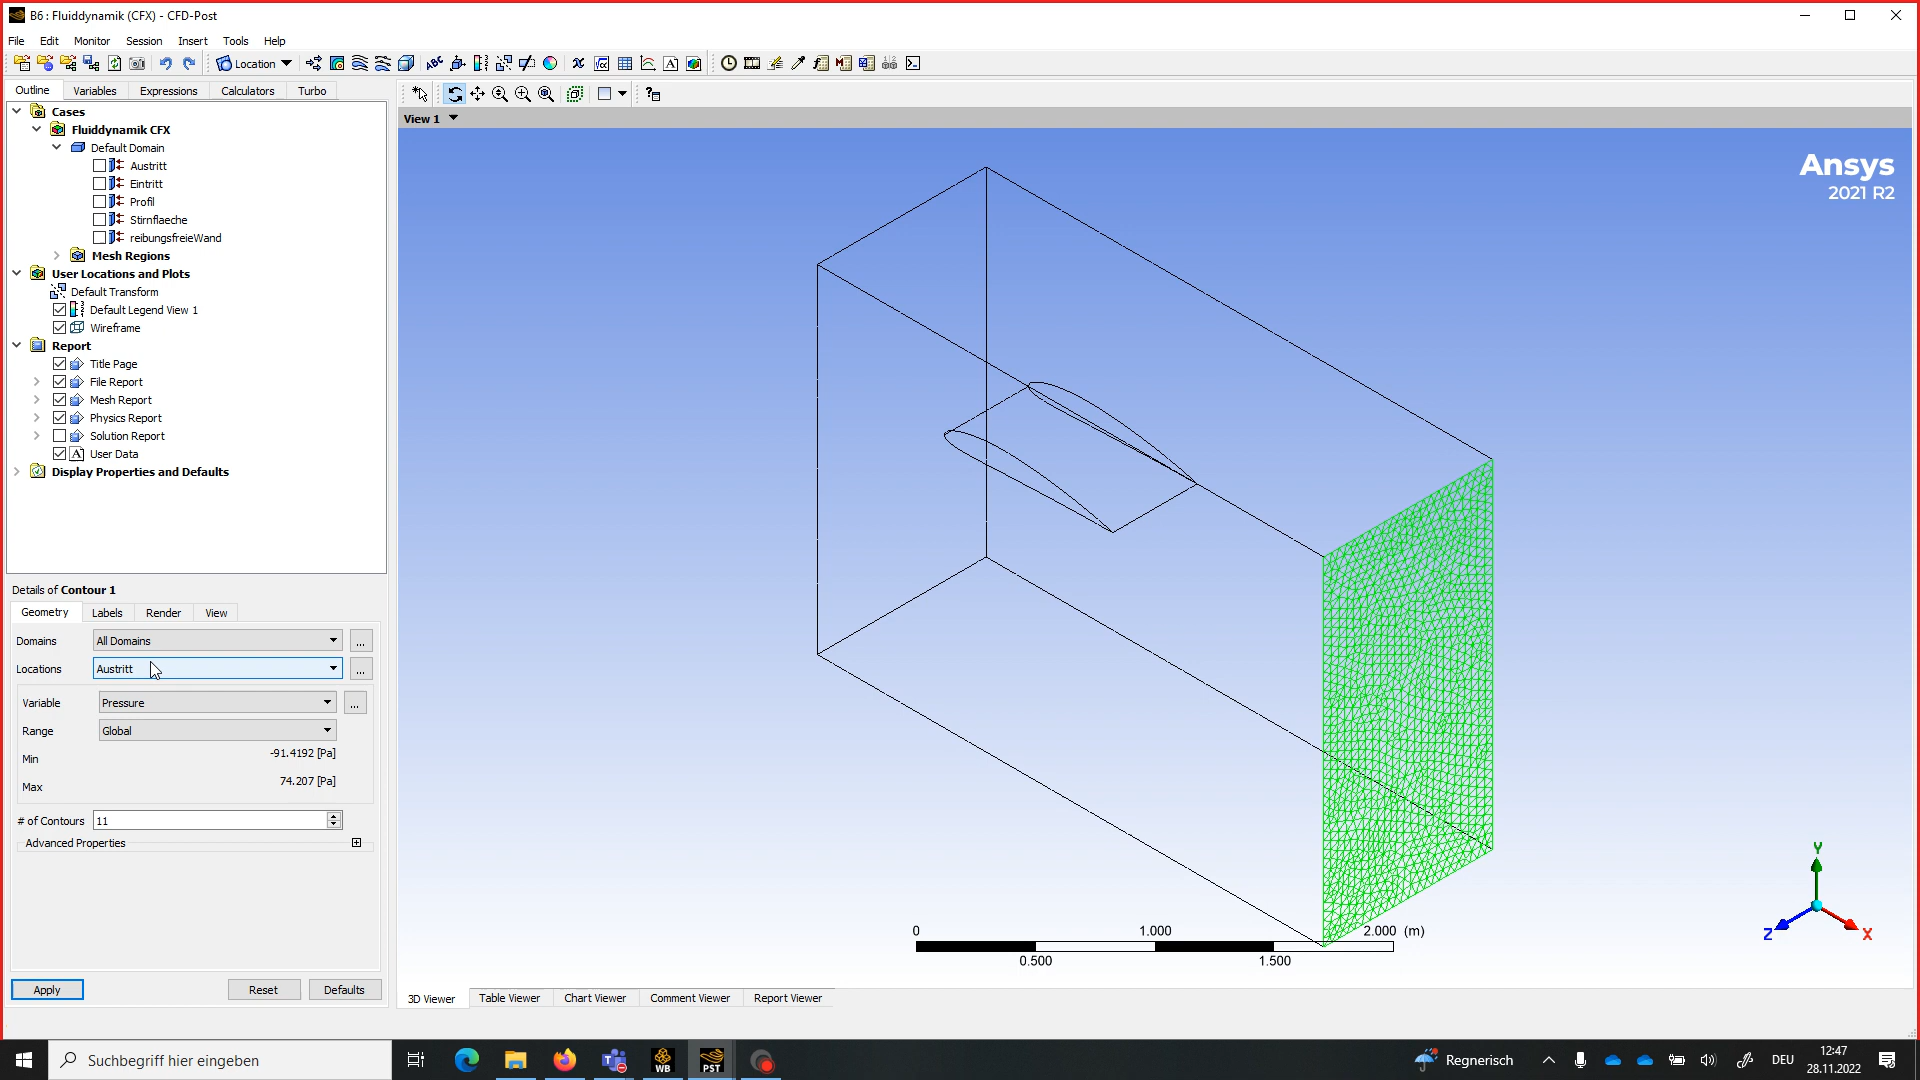 B6 : Fluiddynamik (CFX) - CFD-Post
File Edit Monitor Session Insert Tools Help
Location
Outline Variables Expressions Calculators Turbo
Cases
Fluiddynamik CFX
Default Domain
Austritt
Eintritt
Profil
Stirnflaeche
reibungsfreieWand
Mesh Regions
User Locations and Plots
Default Transform
Default Legend View 1
Wireframe
Report
Title Page
File Report
Mesh Report
Physics Report
Solution Report
User Data
Display Properties and Defaults
Details of Contour 1
Geometry Labels Render View
Domains All Domains ...
Locations Austritt ...
Variable Pressure ...
Range Global
Min -91.4192 [Pa]
Max 74.207 [Pa]
# of Contours 11
Advanced Properties
Apply Reset Defaults
View 1
Ansys
2021 R2
0 1.000 2.000 (m)
0.500 1.500
Y
Z X
3D Viewer Table Viewer Chart Viewer Comment Viewer Report Viewer
Suchbegriff hier eingeben
WB
PST
Regnerisch
DEU
12:47
28.11.2022